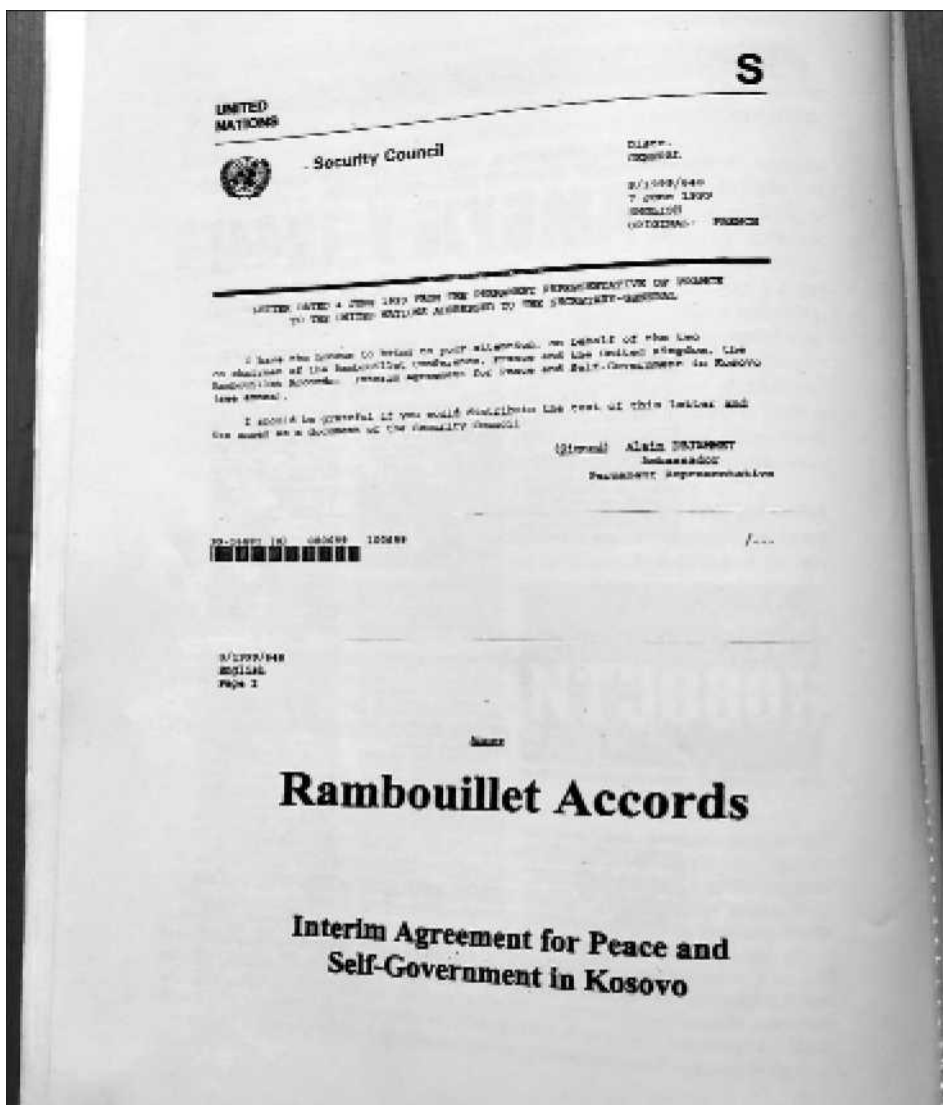 S
UNITED
NATIONS
Security Council
Distr.
GENERAL
S/1999/648
7 June 1999
ENGLISH
ORIGINAL: FRENCH
LETTER DATED 4 JUNE 1999 FROM THE PERMANENT REPRESENTATIVE OF FRANCE
TO THE UNITED NATIONS ADDRESSED TO THE SECRETARY-GENERAL
I have the honour to bring to your attention, on behalf of the two
co-chairmen of the Rambouillet Conference, France and the United Kingdom, the
Rambouillet Accords: Interim Agreement for Peace and Self-Government in Kosovo
(see annex).
I should be grateful if you would distribute the text of this letter and
the annex as a document of the Security Council.
(Signed) Alain DEJAMMET
Ambassador
Permanent Representative
080699 100699
/...
S/1999/648
English
Page 2
Annex
Rambouillet Accords
Interim Agreement for Peace and
Self-Government in Kosovo